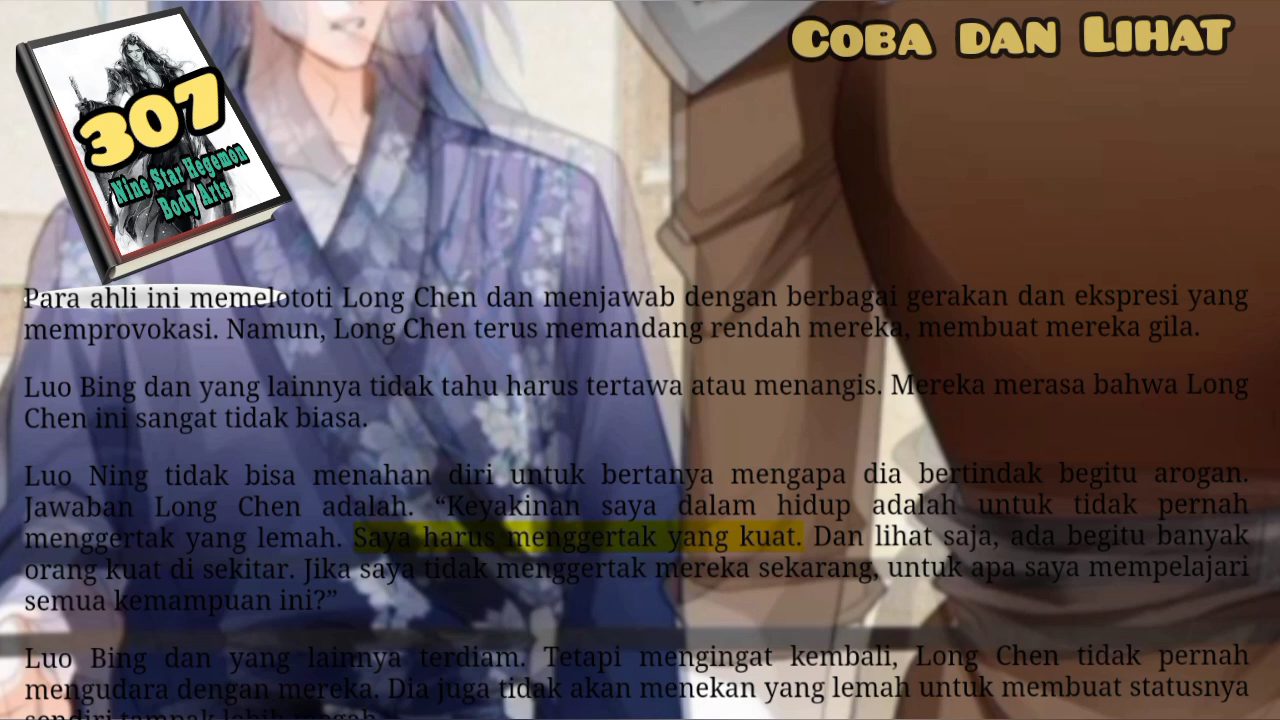 Coba dan Lihat
307
Nine Star Hegemon
Body Arts
Para ahli ini memelototi Long Chen dan menjawab dengan berbagai gerakan dan ekspresi yang
memprovokasi. Namun, Long Chen terus memandang rendah mereka, membuat mereka gila.
Luo Bing dan yang lainnya tidak tahu harus tertawa atau menangis. Mereka merasa bahwa Long
Chen ini sangat tidak biasa.
Luo Ning tidak bisa menahan diri untuk bertanya mengapa dia bertindak begitu arogan.
Jawaban Long Chen adalah. “Keyakinan saya dalam hidup adalah untuk tidak pernah
menggertak yang lemah. Saya harus menggertak yang kuat. Dan lihat saja, ada begitu banyak
orang kuat di sekitar. Jika saya tidak menggertak mereka sekarang, untuk apa saya mempelajari
semua kemampuan ini?”
Luo Bing dan yang lainnya terdiam. Tetapi mengingat kembali, Long Chen tidak pernah
mengudara dengan mereka. Dia juga tidak akan menekan yang lemah untuk membuat statusnya
sendiri tampak lebih megah.